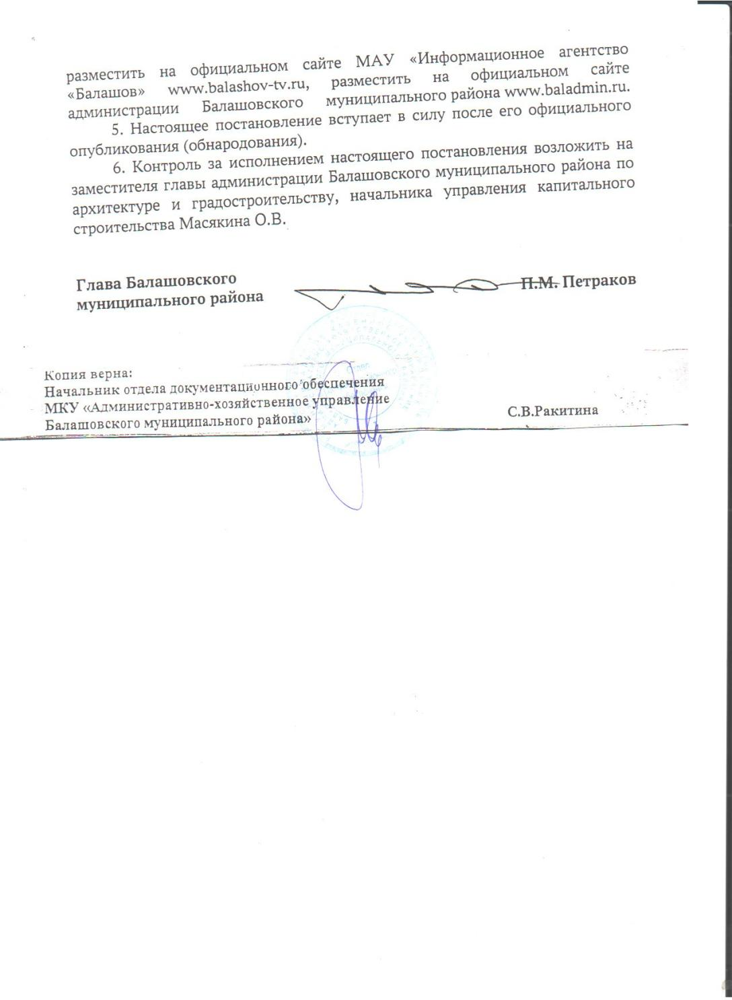 разместить на официальном сайте МАУ «Информационное агентство
«Балашов» www.balashov-tv.ru, разместить на официальном сайте
администрации Балашовского муниципального района www.baladmin.ru.
5. Настоящее постановление вступает в силу после его официального
опубликования (обнародования).
6. Контроль за исполнением настоящего постановления возложить на
заместителя главы администрации Балашовского муниципального района по
архитектуре и градостроительству, начальника управления капитального
строительства Масякина О.В.
Глава Балашовского
муниципального района П.М. Петраков
Копия верна:
Начальник отдела документационного обеспечения
МКУ «Административно-хозяйственное управление
Балашовского муниципального района» С.В.Ракитина